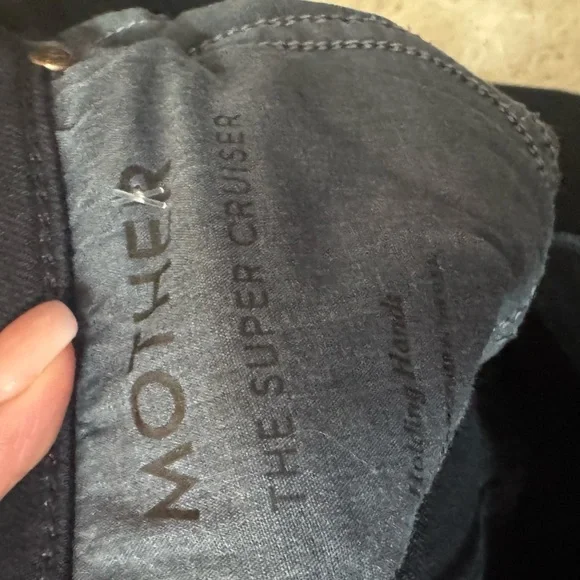 MOTHER
THE SUPER CRUISER
Holding Hands